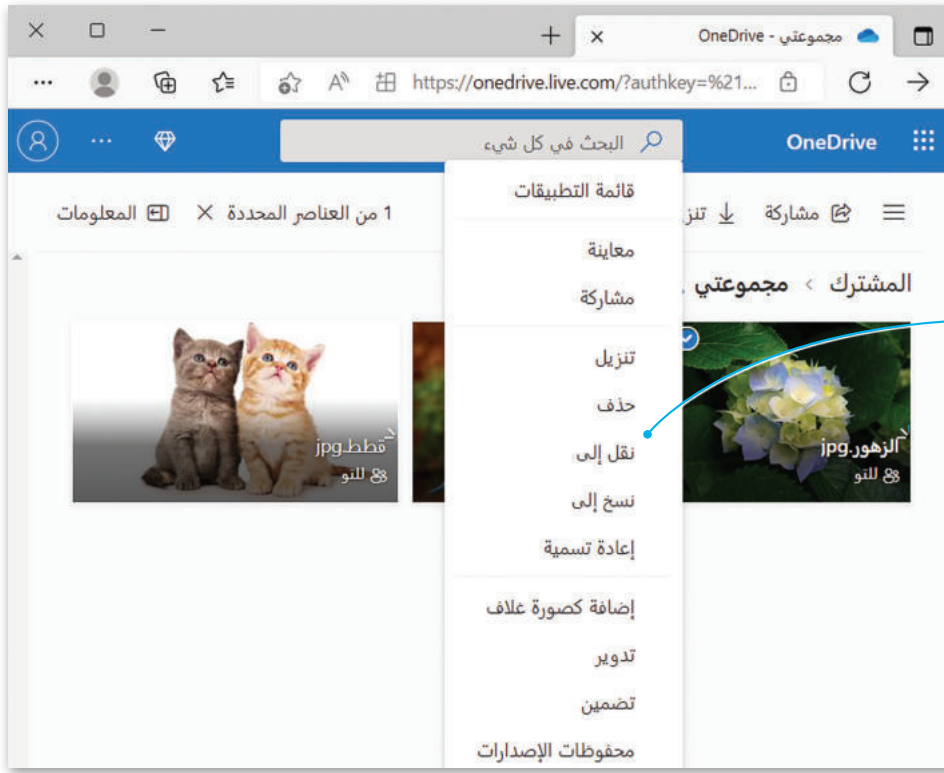 مجموعتي - OneDrive
https://onedrive.live.com/?authkey=%21...
OneDrive
البحث في كل شيء
مشاركة
تنز
1 من العناصر المحددة
المعلومات
المشترك > مجموعتي
قائمة التطبيقات
معاينة
مشاركة
تنزيل
حذف
نقل إلى
نسخ إلى
إعادة تسمية
إضافة كصورة غلاف
تدوير
تضمين
محفوظات الإصدارات
الزهور.jpg
للتو
قطط.jpg
للتو